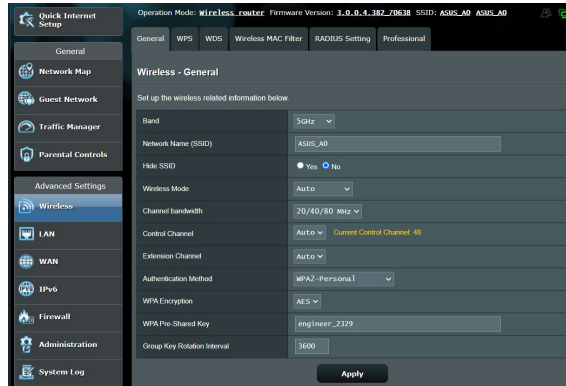 Quick Internet
Setup
General
Network Map
Guest Network
Traffic Manager
Parental Controls
Advanced Settings
Wireless
LAN
WAN
IPv6
Firewall
Administration
System Log
Operation Mode: Wireless router Firmware Version: 3.0.0.4.382_70638 SSID: ASUS_A0 ASUS_A0
General WPS WDS Wireless MAC Filter RADIUS Setting Professional
Wireless - General
Set up the wireless related information below.
Band 5GHz
Network Name (SSID) ASUS_A0
Hide SSID Yes No
Wireless Mode Auto
Channel bandwidth 20/40/80 MHz
Control Channel Auto Current Control Channel: 48
Extension Channel Auto
Authentication Method WPA2-Personal
WPA Encryption AES
WPA Pre-Shared Key engineer_2329
Group Key Rotation Interval 3600
Apply